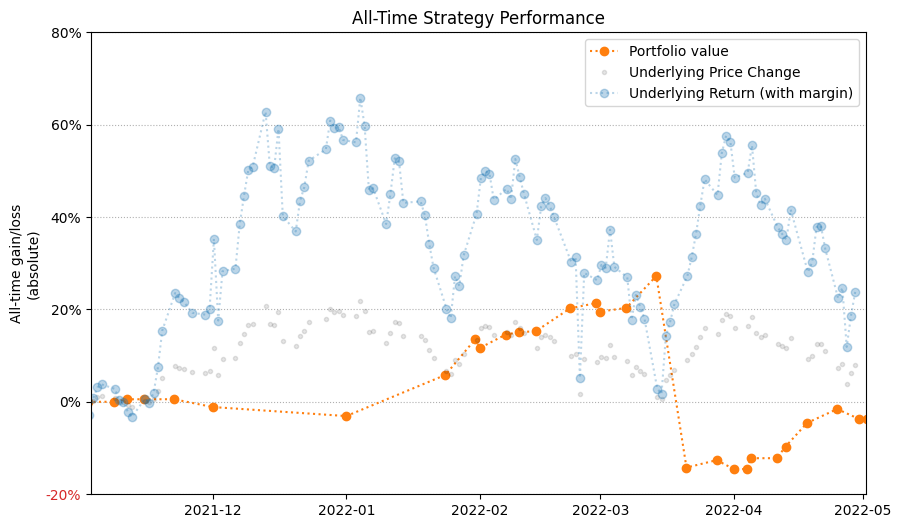 All-Time Strategy Performance
80%
60%
40%
20%
0%
-20%
All-time gain/loss
(absolute)
Portfolio value
Underlying Price Change
Underlying Return (with margin)
2021-12
2022-01
2022-02
2022-03
2022-04
2022-05